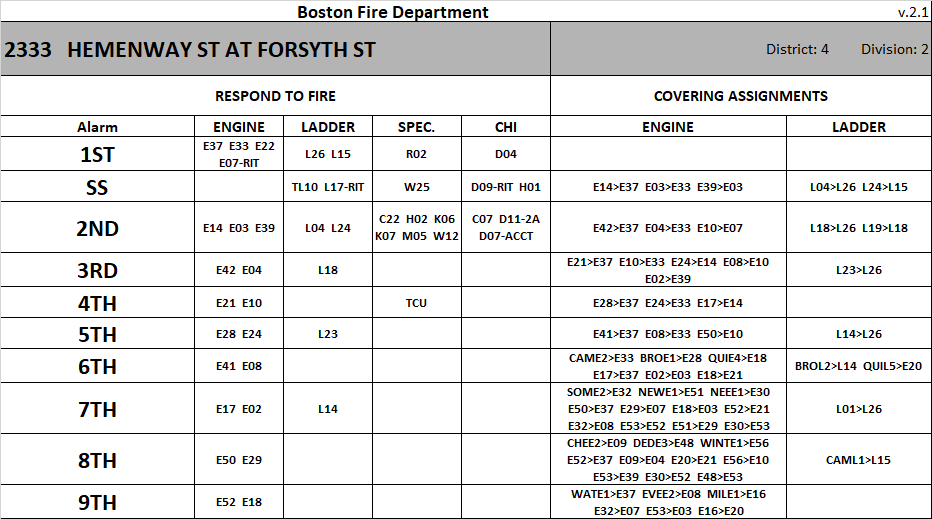 Boston Fire Department v.2.1
2333 HEMENWAY ST AT FORSYTH ST District: 4 Division: 2
RESPOND TO FIRE COVERING ASSIGNMENTS
Alarm ENGINE LADDER SPEC. CHI ENGINE LADDER
1ST E37 E33 E22 E07-RIT L26 L15 R02 D04
SS TL10 L17-RIT W25 D09-RIT H01 E14>E37 E03>E33 E39>E03 L04>L26 L24>L15
2ND E14 E03 E39 L04 L24 C22 H02 K06 K07 M05 W12 C07 D11-2A D07-ACCT E42>E37 E04>E33 E10>E07 L18>L26 L19>L18
3RD E42 E04 L18 E21>E37 E10>E33 E24>E14 E08>E10 E02>E39 L23>L26
4TH E21 E10 TCU E28>E37 E24>E33 E17>E14
5TH E28 E24 L23 E41>E37 E08>E33 E50>E10 L14>L26
6TH E41 E08 CAME2>E33 BROE1>E28 QUIE4>E18 E17>E37 E02>E03 E18>E21 BROL2>L14 QUIL5>E20
7TH E17 E02 L14 SOME2>E32 NEWE1>E51 NEEE1>E30 E50>E37 E29>E07 E18>E03 E52>E21 E32>E08 E53>E52 E51>E29 E30>E53 L01>L26
8TH E50 E29 CHEE2>E09 DEDE3>E48 WINTE1>E56 E52>E37 E09>E04 E20>E21 E56>E10 E53>E39 E30>E52 E48>E53 CAML1>L15
9TH E52 E18 WATE1>E37 EVEE2>E08 MILE1>E16 E32>E07 E53>E03 E16>E20